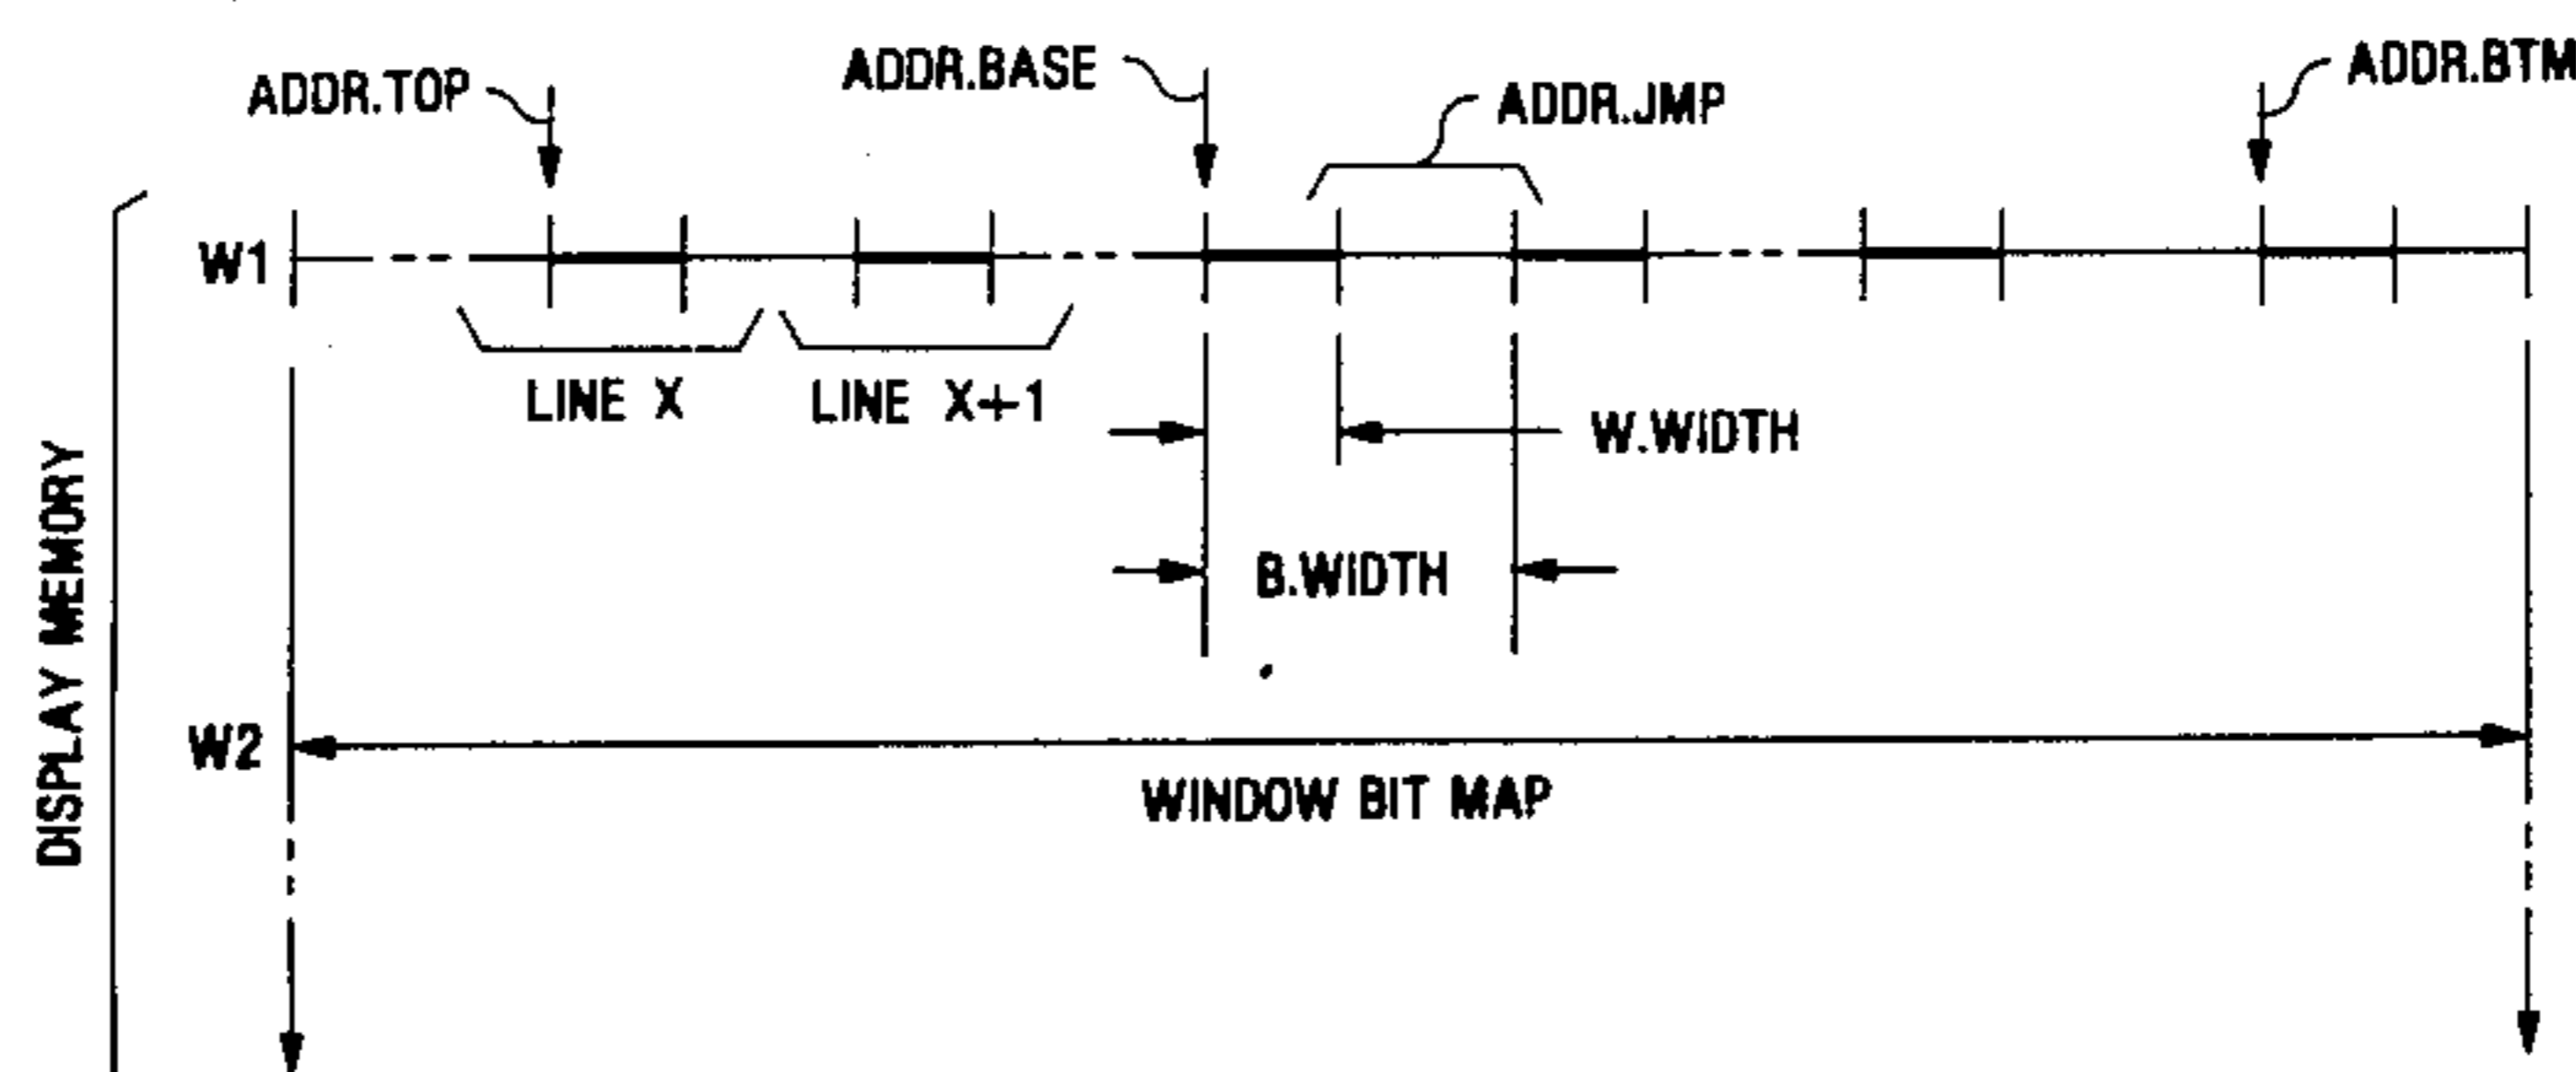 ADDR.TOP
ADDR.BASE
ADDR.JMP
ADDR.BTM
W1
LINE X
LINE X+1
W.WIDTH
B.WIDTH
DISPLAY MEMORY
W2
WINDOW BIT MAP